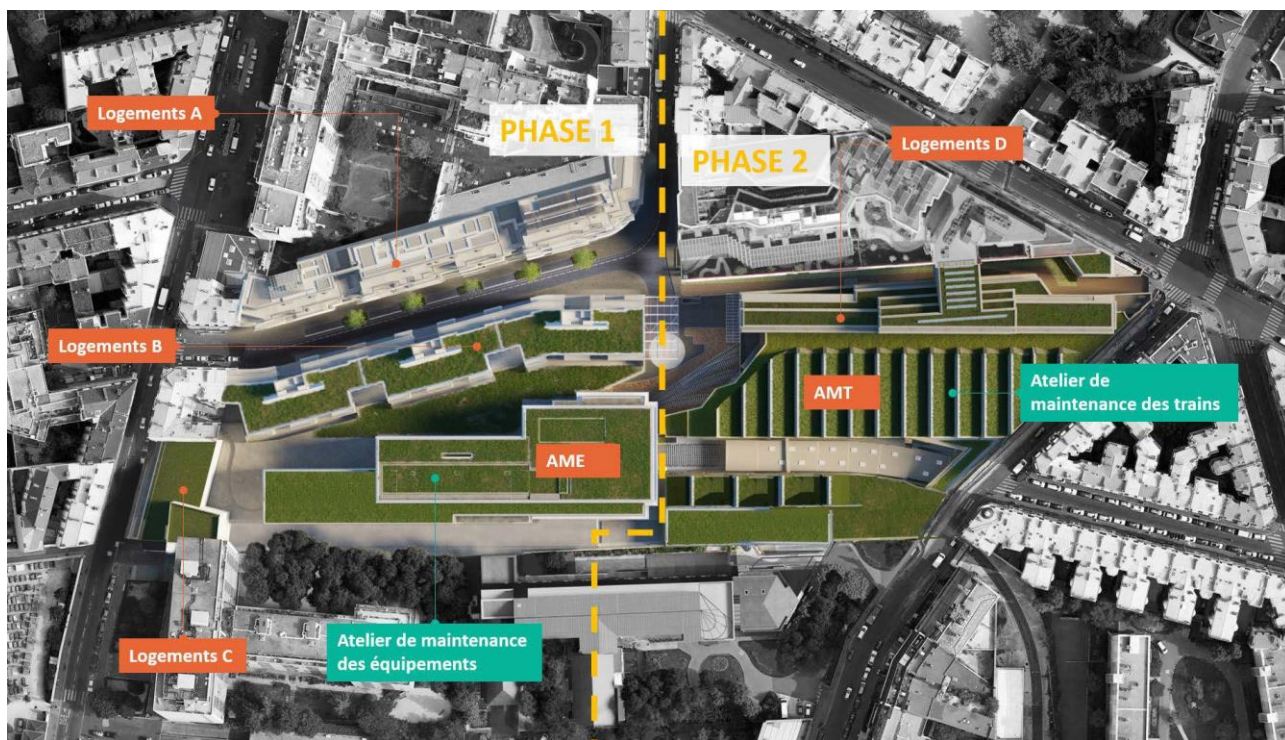 Logements A
PHASE 1
PHASE 2
Logements D
Logements B
AMT
Atelier de
maintenance des trains
AME
Logements C
Atelier de maintenance
des équipements